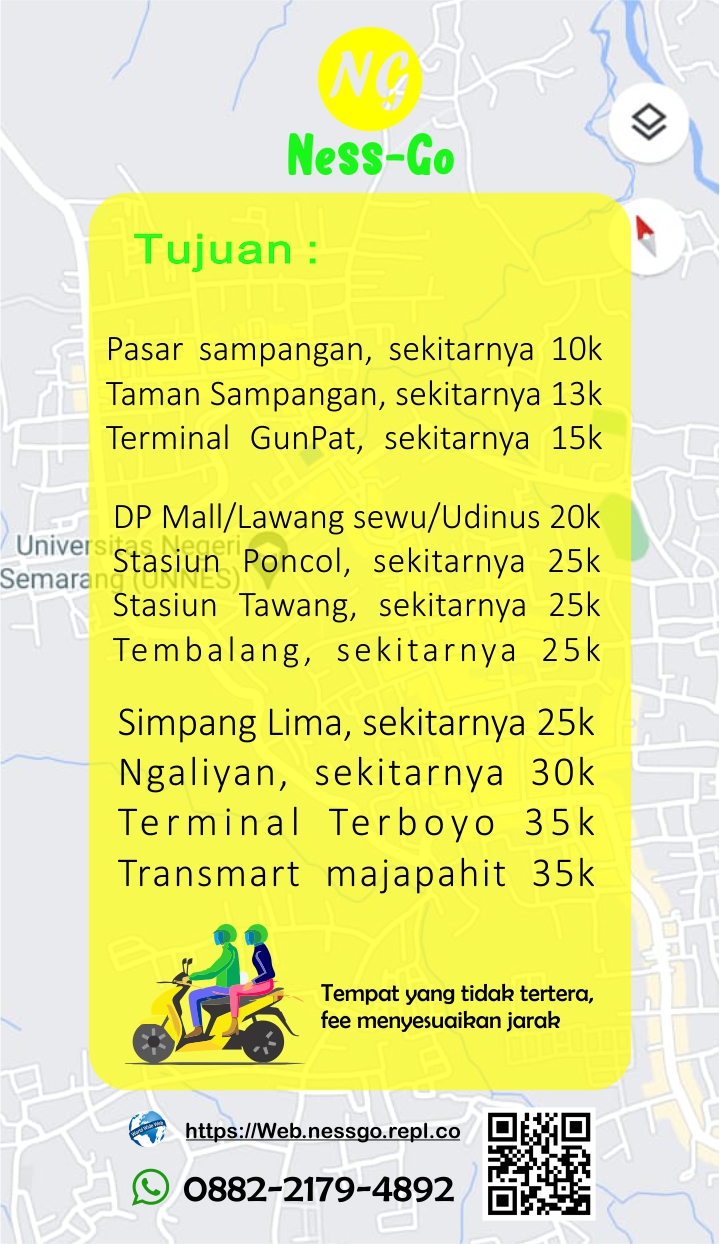 NG
Ness-Go
Tujuan :
Pasar sampangan, sekitarnya 10k
Taman Sampangan, sekitarnya 13k
Terminal GunPat, sekitarnya 15k
DP Mall/Lawang sewu/Udinus 20k
Universitas Negeri
Semarang (UNNES)
Stasiun Poncol, sekitarnya 25k
Stasiun Tawang, sekitarnya 25k
Tembalang, sekitarnya 25k
Simpang Lima, sekitarnya 25k
Ngaliyan, sekitarnya 30k
Terminal Terboyo 35k
Transmart majapahit 35k
Tempat yang tidak tertera,
fee menyesuaikan jarak
World Wide Web
https://Web.nessgo.repl.co
0882-2179-4892